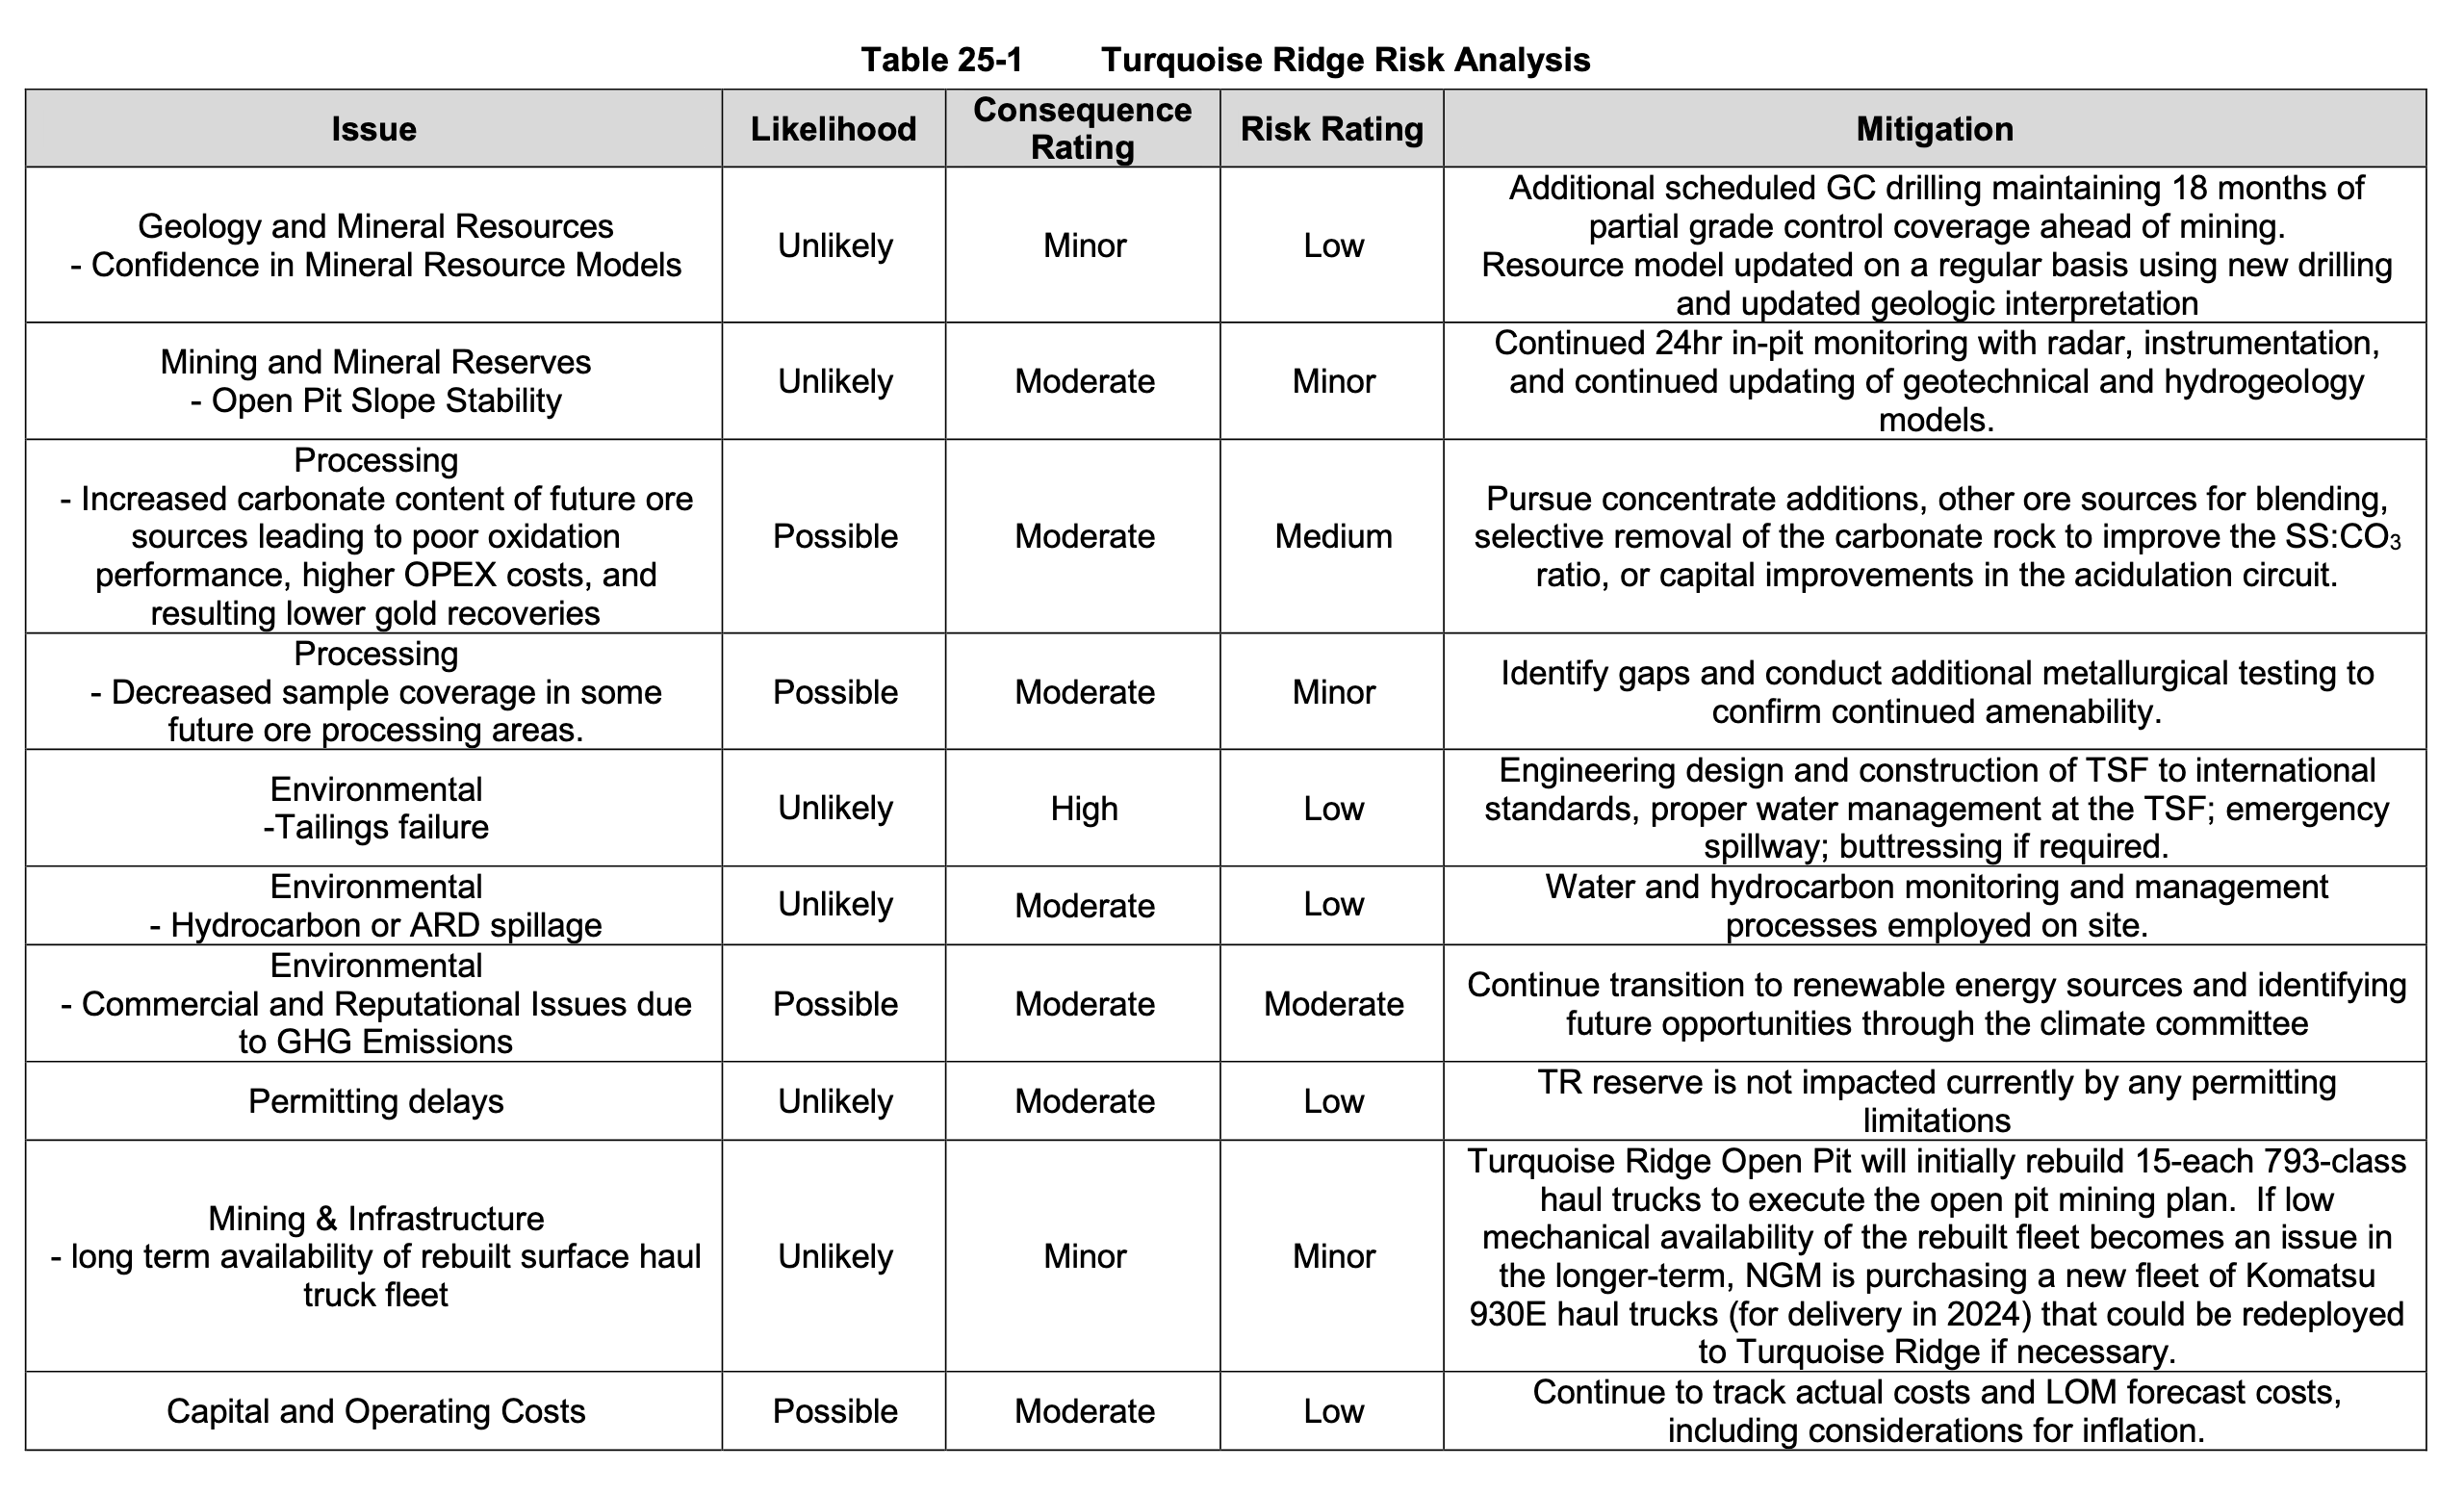 Table 25-1 Turquoise Ridge Risk Analysis
Issue
Likelihood
Consequence
Rating
Risk Rating
Mitigation
Geology and Mineral Resources
- Confidence in Mineral Resource Models
Unlikely
Minor
Low
Additional scheduled GC drilling maintaining 18 months of
partial grade control coverage ahead of mining.
Resource model updated on a regular basis using new drilling
and updated geologic interpretation
Mining and Mineral Reserves
- Open Pit Slope Stability
Unlikely
Moderate
Minor
Continued 24hr in-pit monitoring with radar, instrumentation,
and continued updating of geotechnical and hydrogeology
models.
Processing
- Increased carbonate content of future ore
sources leading to poor oxidation
performance, higher OPEX costs, and
resulting lower gold recoveries
Possible
Moderate
Medium
Pursue concentrate additions, other ore sources for blending,
selective removal of the carbonate rock to improve the SS:CO₃
ratio, or capital improvements in the acidulation circuit.
Processing
- Decreased sample coverage in some
future ore processing areas.
Possible
Moderate
Minor
Identify gaps and conduct additional metallurgical testing to
confirm continued amenability.
Environmental
-Tailings failure
Unlikely
High
Low
Engineering design and construction of TSF to international
standards, proper water management at the TSF; emergency
spillway; buttressing if required.
Environmental
- Hydrocarbon or ARD spillage
Unlikely
Moderate
Low
Water and hydrocarbon monitoring and management
processes employed on site.
Environmental
- Commercial and Reputational Issues due
to GHG Emissions
Possible
Moderate
Moderate
Continue transition to renewable energy sources and identifying
future opportunities through the climate committee
Permitting delays
Unlikely
Moderate
Low
TR reserve is not impacted currently by any permitting
limitations
Mining & Infrastructure
- long term availability of rebuilt surface haul
truck fleet
Unlikely
Minor
Minor
Turquoise Ridge Open Pit will initially rebuild 15-each 793-class
haul trucks to execute the open pit mining plan. If low
mechanical availability of the rebuilt fleet becomes an issue in
the longer-term, NGM is purchasing a new fleet of Komatsu
930E haul trucks (for delivery in 2024) that could be redeployed
to Turquoise Ridge if necessary.
Capital and Operating Costs
Possible
Moderate
Low
Continue to track actual costs and LOM forecast costs,
including considerations for inflation.